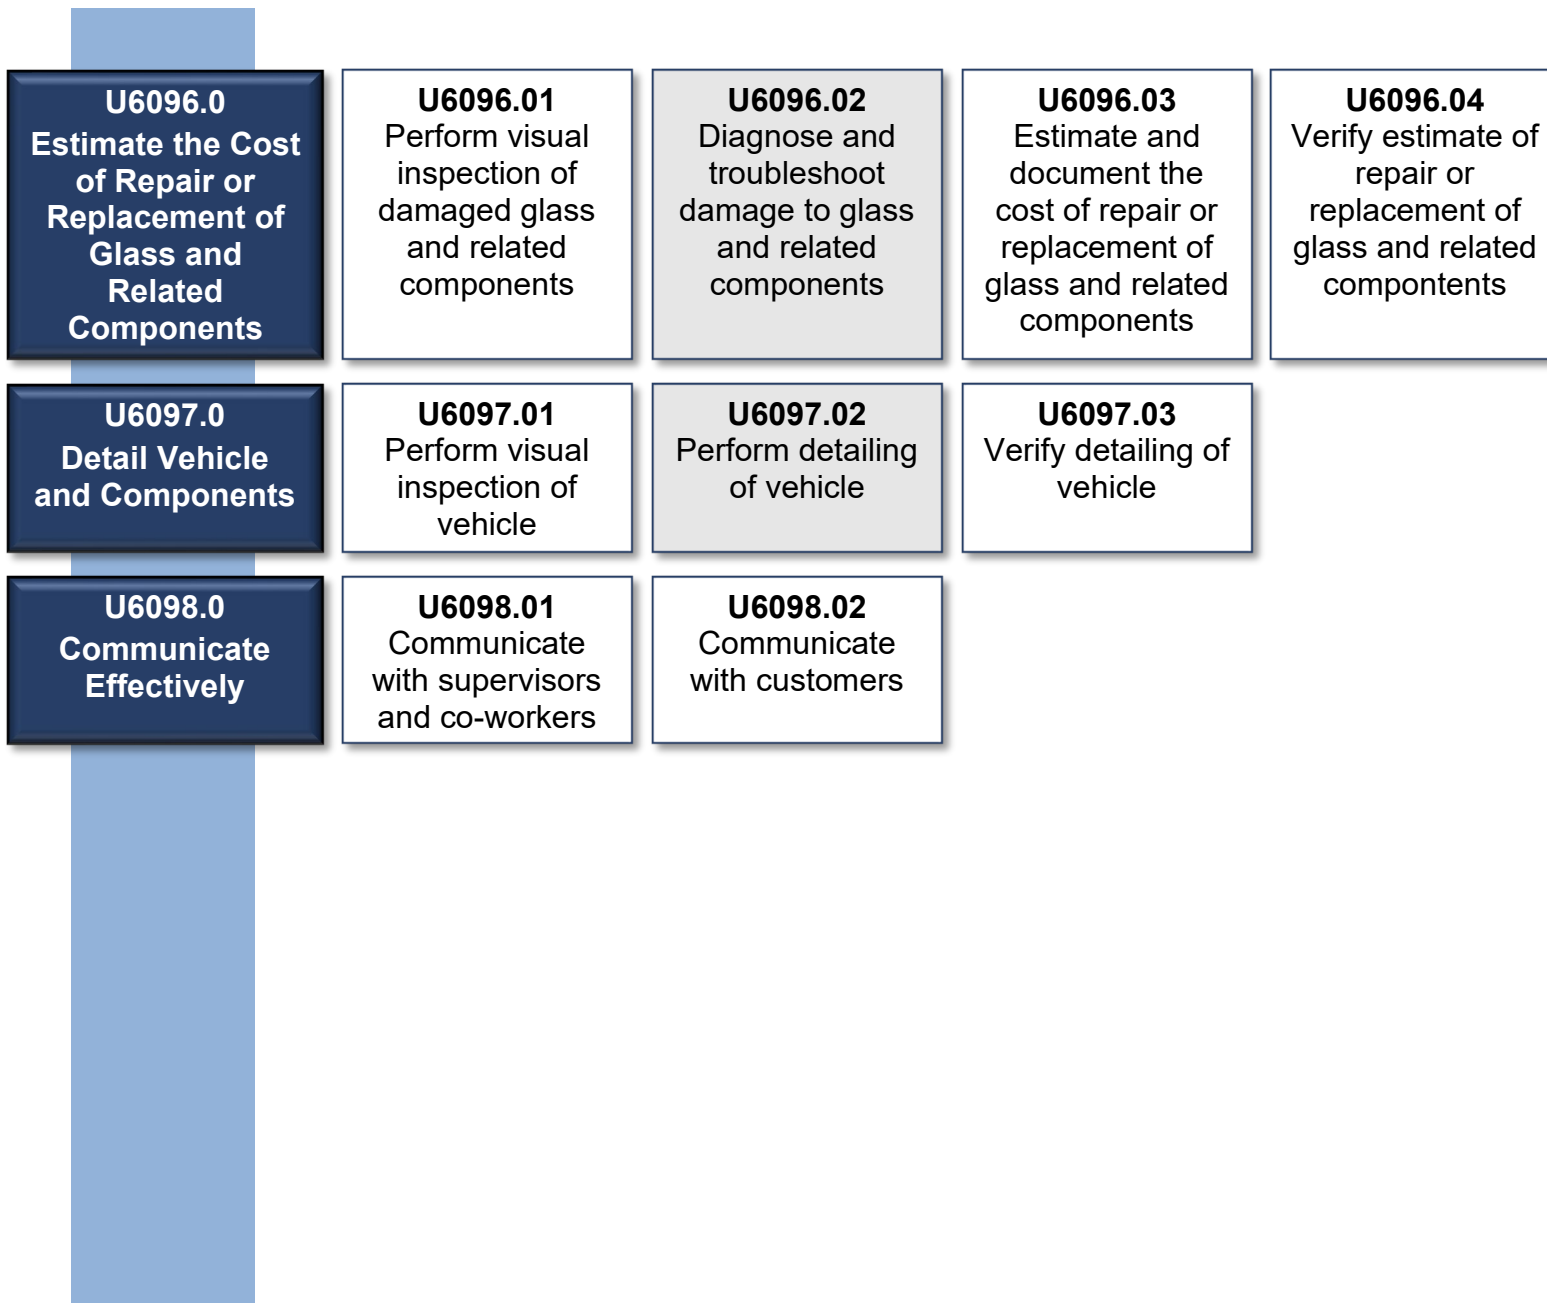 U6096.0
Estimate the Cost
of Repair or
Replacement of
Glass and
Related
Components
U6096.01
Perform visual
inspection of
damaged glass
and related
components
U6096.02
Diagnose and
troubleshoot
damage to glass
and related
components
U6096.03
Estimate and
document the
cost of repair or
replacement of
glass and related
components
U6096.04
Verify estimate of
repair or
replacement of
glass and related
compontents
U6097.0
Detail Vehicle
and Components
U6097.01
Perform visual
inspection of
vehicle
U6097.02
Perform detailing
of vehicle
U6097.03
Verify detailing of
vehicle
U6098.0
Communicate
Effectively
U6098.01
Communicate
with supervisors
and co-workers
U6098.02
Communicate
with customers